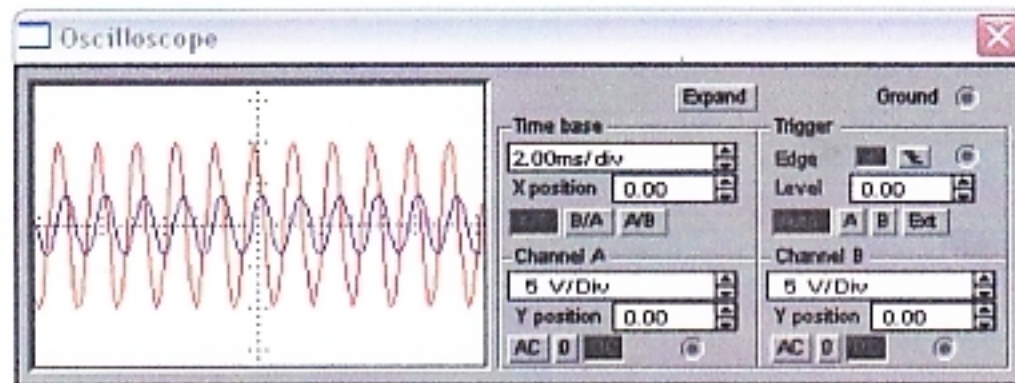 Oscilloscope
Expand Ground
Time base Trigger
2.00ms/div Edge
X position 0.00 Level 0.00
B/A A/B A B Ext
Channel A Channel B
5 V/Div 5 V/Div
Y position 0.00 Y position 0.00
AC 0 AC 0